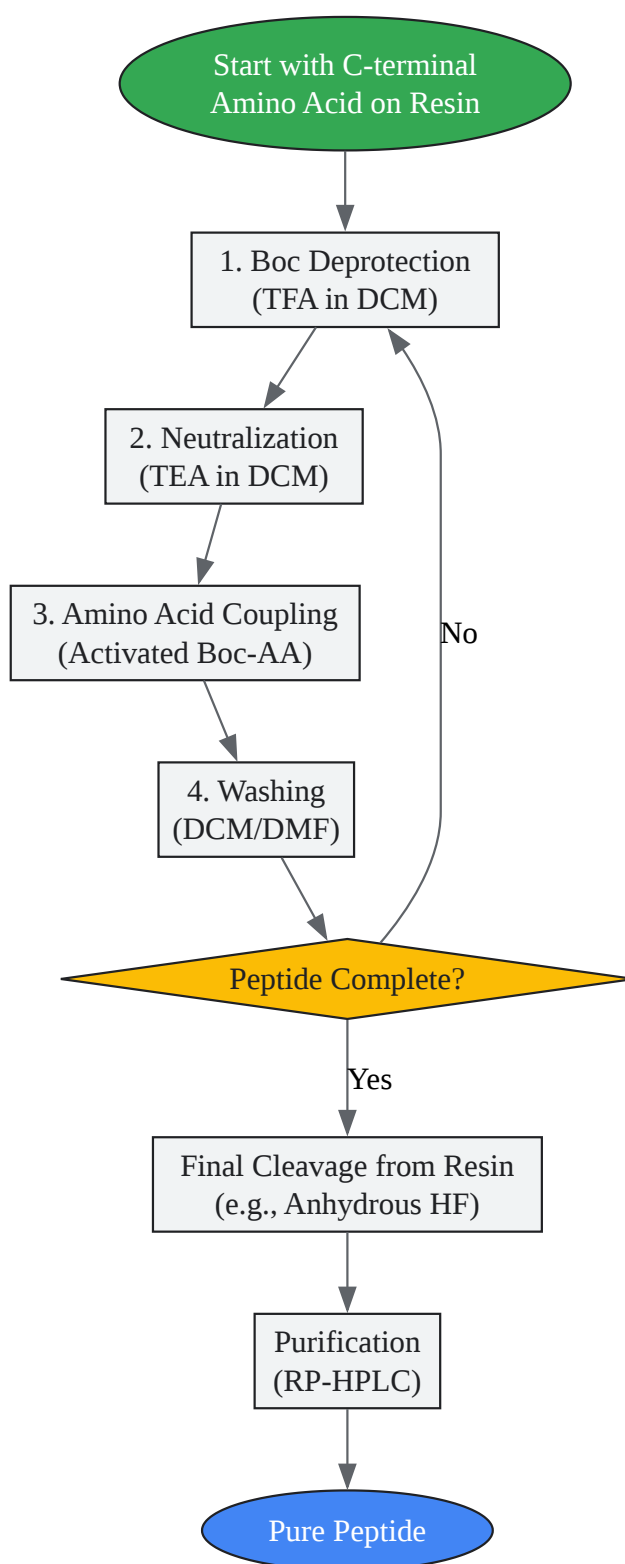 Start with C-terminal
Amino Acid on Resin
1. Boc Deprotection
(TFA in DCM)
2. Neutralization
(TEA in DCM)
3. Amino Acid Coupling
(Activated Boc-AA)
No
4. Washing
(DCM/DMF)
Peptide Complete?
Yes
Final Cleavage from Resin
(e.g., Anhydrous HF)
Purification
(RP-HPLC)
Pure Peptide